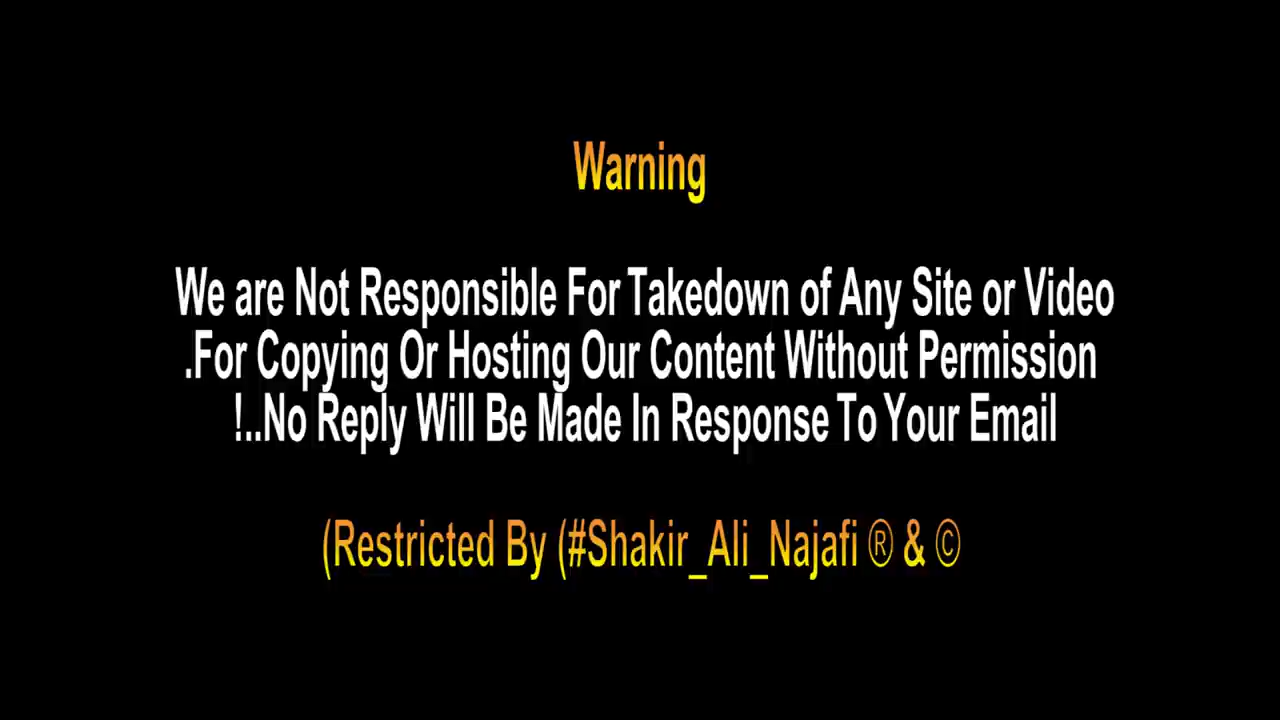 Warning
We are Not Responsible For Takedown of Any Site or Video
.For Copying Or Hosting Our Content Without Permission
!..No Reply Will Be Made In Response To Your Email
(Restricted By (#Shakir_Ali_Najafi ® & ©